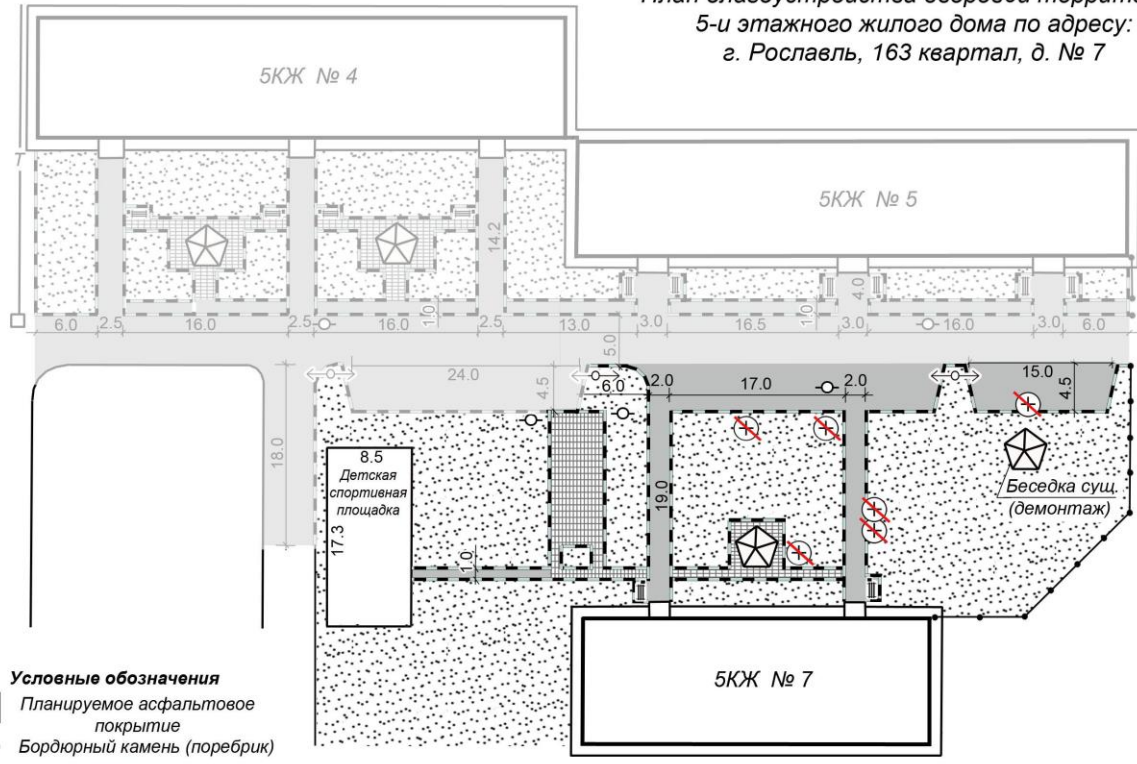 5-и этажного жилого дома по адресу:
г. Рославль, 163 квартал, д. № 7
5КЖ № 4
5КЖ № 5
Т
14.2
4.0
6.0 2.5 16.0 2.5 16.0 1.0 2.5 13.0 3.0 16.5 1.0 3.0 16.0 3.0 6.0
5.0
24.0
4.5
6.0 2.0 17.0 2.0 15.0
4.5
18.0
8.5
Детская
спортивная
площадка
17.3
1.0
19.0
Беседка сущ.
(демонтаж)
5КЖ № 7
Условные обозначения
Планируемое асфальтовое
покрытие
Бордюрный камень (поребрик)